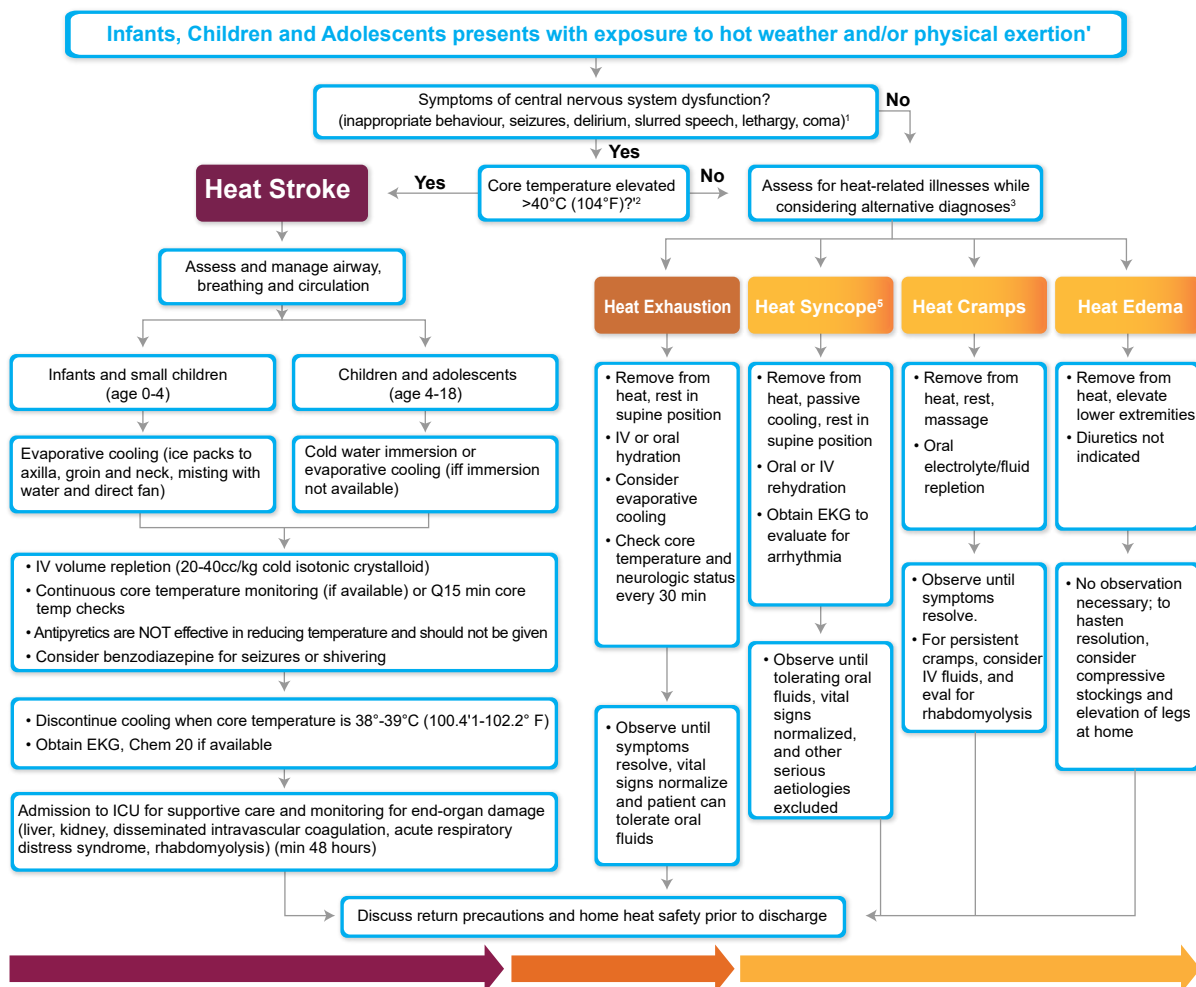 Infants, Children and Adolescents presents with exposure to hot weather and/or physical exertion'
Symptoms of central nervous system dysfunction?
(inappropriate behaviour, seizures, delirium, slurred speech, lethargy, coma)¹
No
Yes
Heat Stroke
Yes
Core temperature elevated
>40°C (104°F)?'²
No
Assess for heat-related illnesses while
considering alternative diagnoses³
Assess and manage airway,
breathing and circulation
Infants and small children
(age 0-4)
Children and adolescents
(age 4-18)
Evaporative cooling (ice packs to
axilla, groin and neck, misting with
water and direct fan)
Cold water immersion or
evaporative cooling (iff immersion
not available)
• IV volume repletion (20-40cc/kg cold isotonic crystalloid)
• Continuous core temperature monitoring (if available) or Q15 min core
temp checks
• Antipyretics are NOT effective in reducing temperature and should not be given
• Consider benzodiazepine for seizures or shivering
• Discontinue cooling when core temperature is 38°-39°C (100.4'1-102.2° F)
• Obtain EKG, Chem 20 if available
Admission to ICU for supportive care and monitoring for end-organ damage
(liver, kidney, disseminated intravascular coagulation, acute respiratory
distress syndrome, rhabdomyolysis) (min 48 hours)
Heat Exhaustion
• Remove from
heat, rest in
supine position
• IV or oral
hydration
• Consider
evaporative
cooling
• Check core
temperature and
neurologic status
every 30 min
• Observe until
symptoms
resolve, vital
signs normalize
and patient can
tolerate oral
fluids
Heat Syncope⁵
• Remove from
heat, passive
cooling, rest in
supine position
• Oral or IV
rehydration
• Obtain EKG to
evaluate for
arrhythmia
• Observe until
tolerating oral
fluids, vital
signs
normalized,
and other
serious
aetiologies
excluded
Heat Cramps
• Remove from
heat, rest,
massage
• Oral
electrolyte/fluid
repletion
• Observe until
symptoms
resolve.
• For persistent
cramps, consider
IV fluids, and
eval for
rhabdomyolysis
Heat Edema
• Remove from
heat, elevate
lower extremities
• Diuretics not
indicated
• No observation
necessary; to
hasten
resolution,
consider
compressive
stockings and
elevation of legs
at home
Discuss return precautions and home heat safety prior to discharge